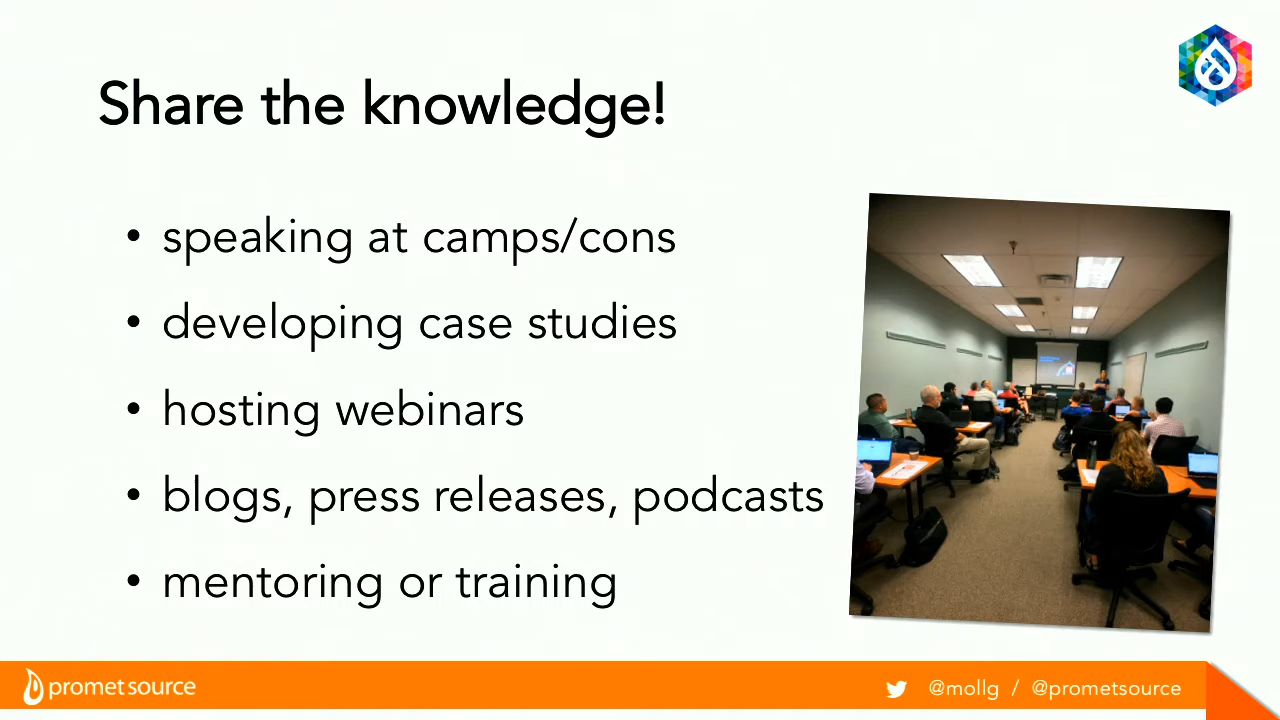 Share the knowledge!
• speaking at camps/cons
• developing case studies
• hosting webinars
• blogs, press releases, podcasts
• mentoring or training
promet source
@mollg / @prometsource